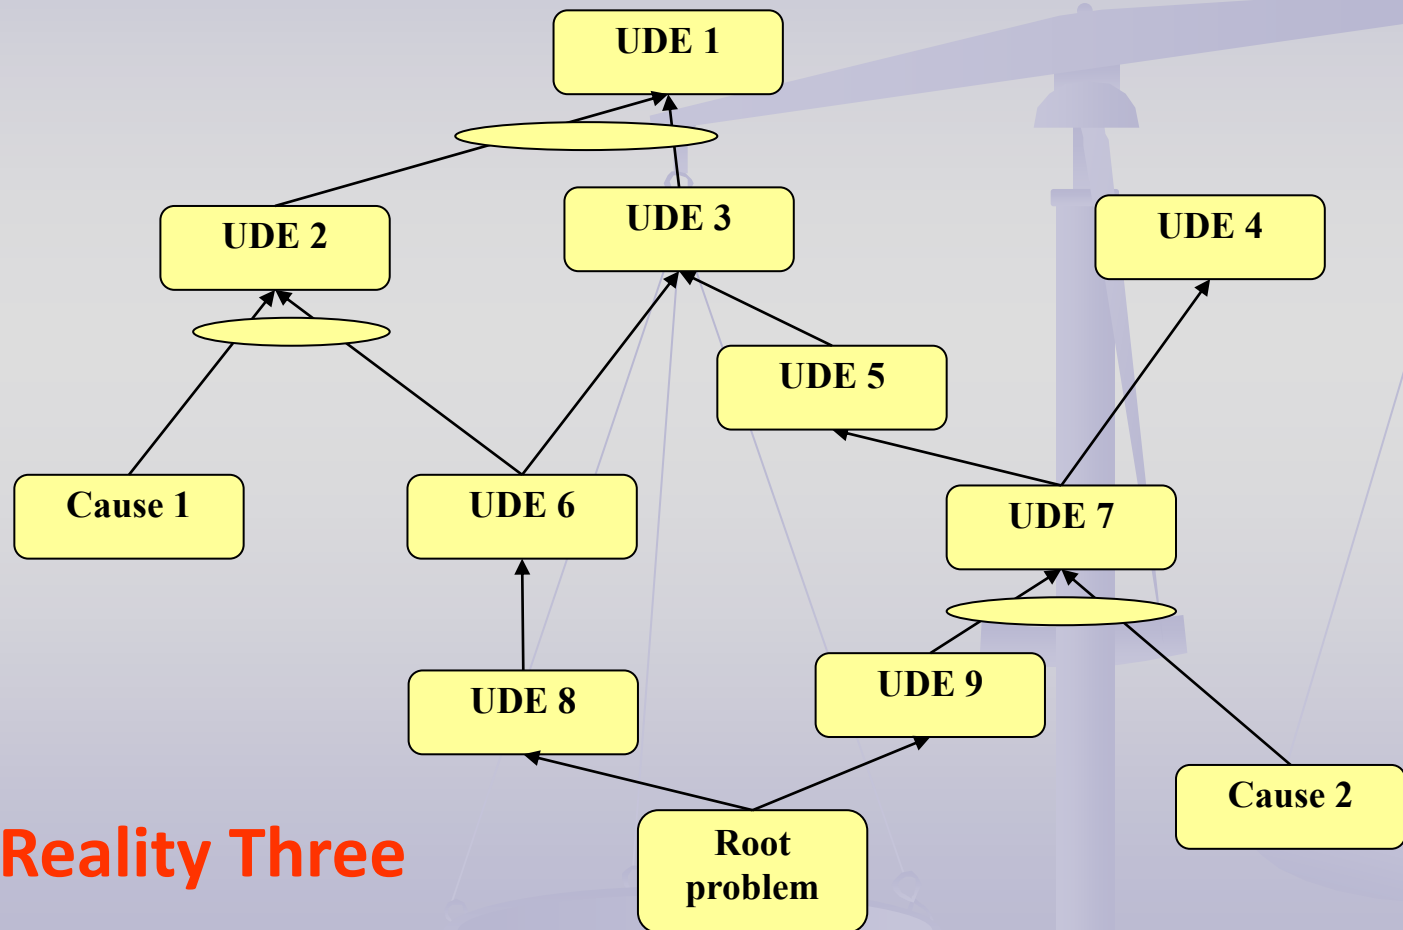 UDE 1
UDE 2
UDE 3
UDE 4
UDE 5
Cause 1
UDE 6
UDE 7
UDE 8
UDE 9
Cause 2
Root
problem
Reality Three